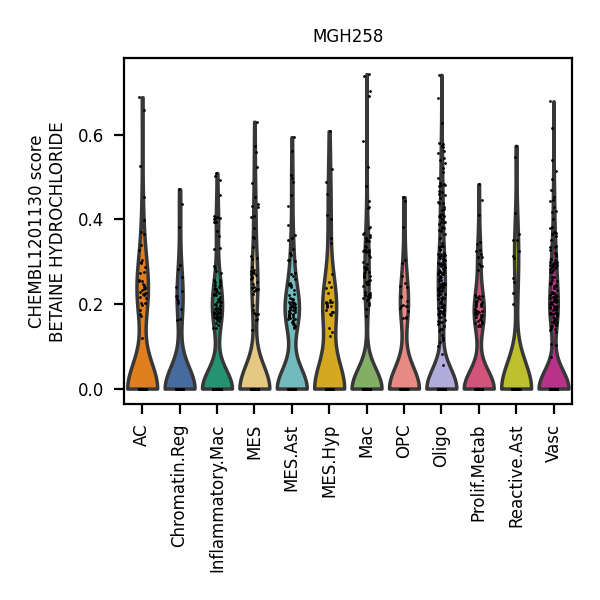 MGH258
CHEMBL1201130 score
BETAINE HYDROCHLORIDE
0.6
0.4
0.2
0.0
AC
Chromatin.Reg
Inflammatory.Mac
MES
MES.Ast
MES.Hyp
Mac
OPC
Oligo
Prolif.Metab
Reactive.Ast
Vasc